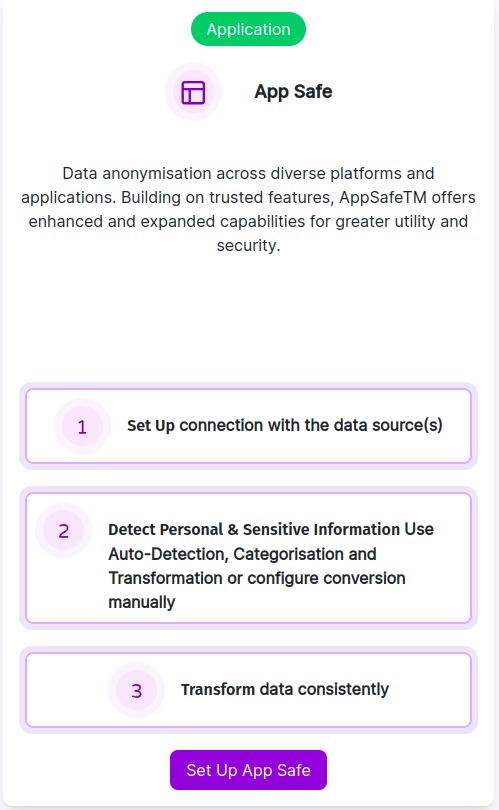 Application
App Safe
Data anonymisation across diverse platforms and
applications. Building on trusted features, AppSafeTM offers
enhanced and expanded capabilities for greater utility and
security.
1
Set Up connection with the data source(s)
2
Detect Personal & Sensitive Information Use
Auto-Detection, Categorisation and
Transformation or configure conversion
manually
3
Transform data consistently
Set Up App Safe